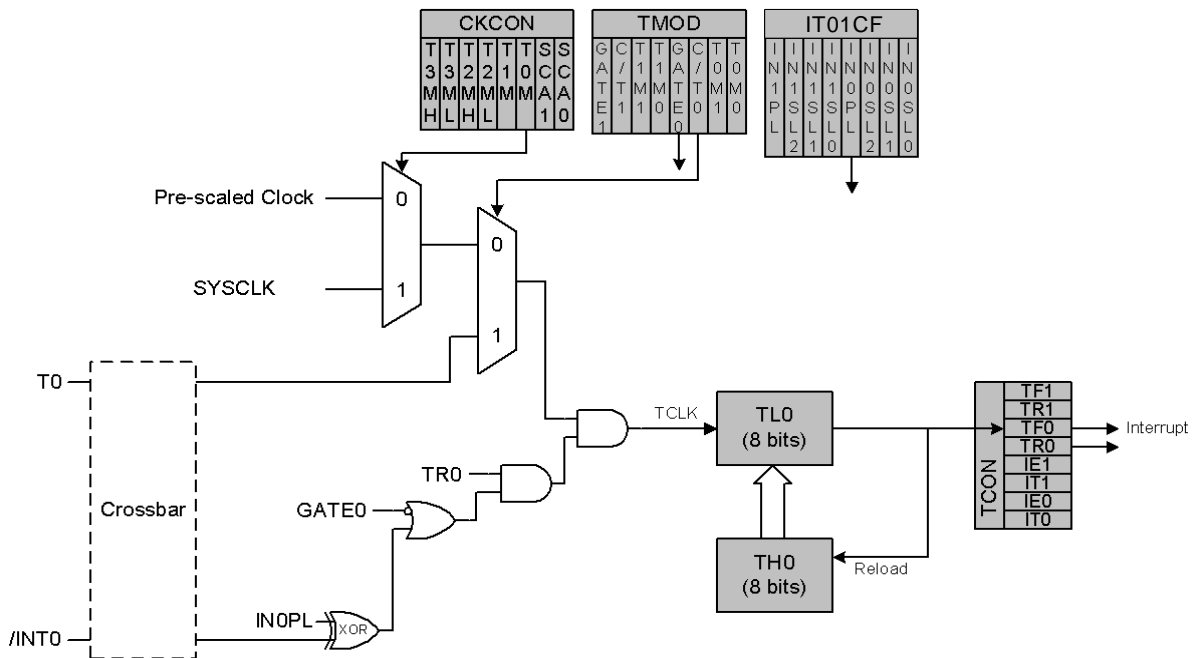 CKCON
T3MH
T3ML
T2MH
T2ML
T1M
T0M
SCA1
SCA0
TMOD
GATE1
C/T1
T1M1
T1M0
GATE0
C/T0
T0M1
T0M0
IT01CF
IN1PL
IN1SL2
IN1SL1
IN1SL0
IN0PL
IN0SL2
IN0SL1
IN0SL0
Pre-scaled Clock
0
SYSCLK
1
0
1
T0
Crossbar
/INT0
GATE0
TR0
IN0PL
XOR
TCLK
TL0
(8 bits)
TH0
(8 bits)
Reload
TCON
TF1
TR1
TF0
TR0
IE1
IT1
IE0
IT0
Interrupt